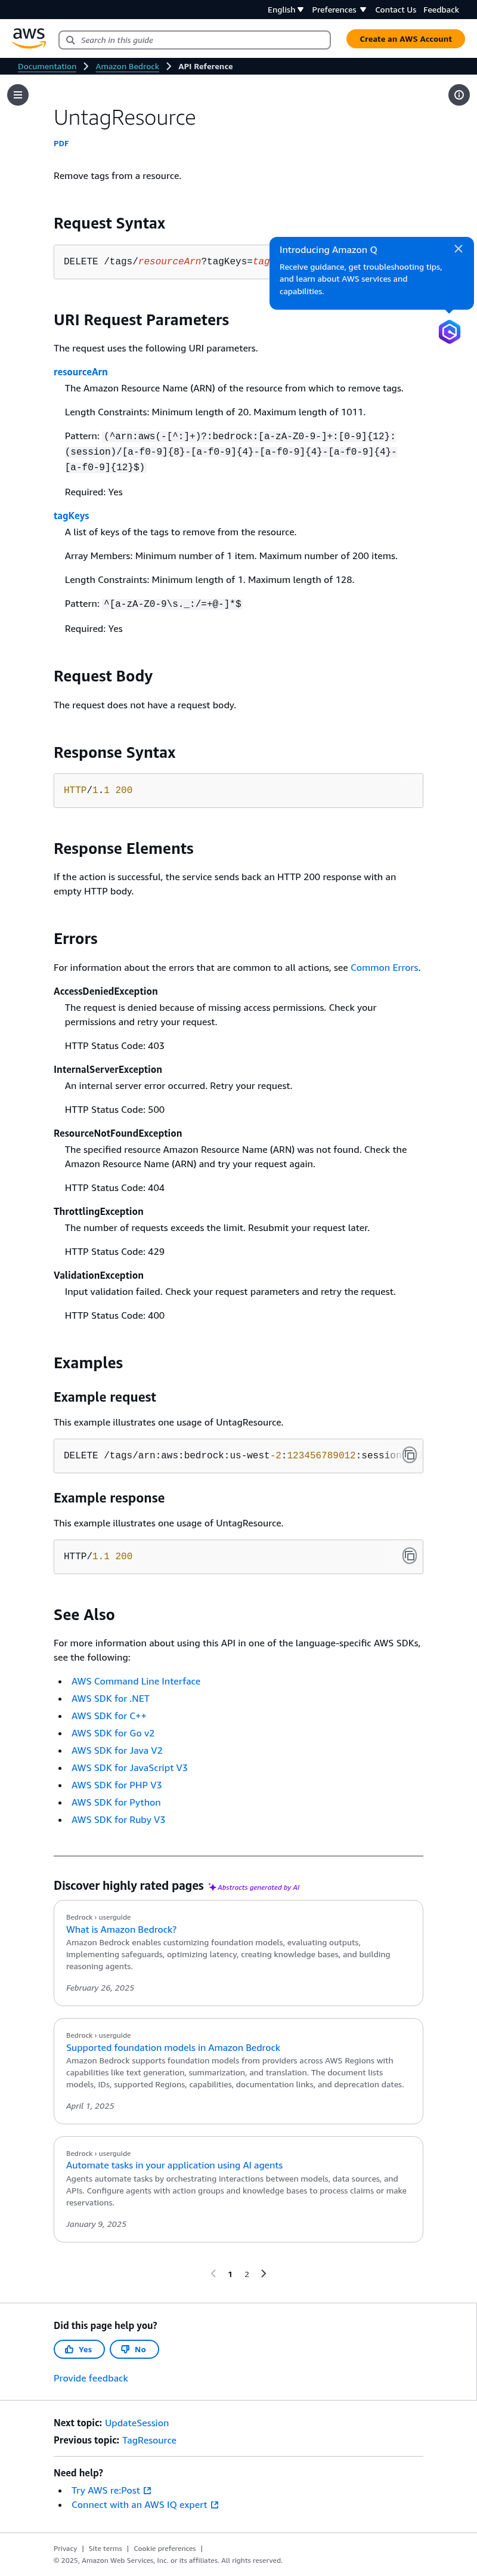 English Preferences Contact Us Feedback
aws
Search in this guide
Create an AWS Account
Documentation Amazon Bedrock API Reference
UntagResource
PDF
Remove tags from a resource.
Request Syntax
DELETE /tags/resourceArn?tagKeys=tag
Introducing Amazon Q
Receive guidance, get troubleshooting tips,
and learn about AWS services and
capabilities.
URI Request Parameters
The request uses the following URI parameters.
resourceArn
The Amazon Resource Name (ARN) of the resource from which to remove tags.
Length Constraints: Minimum length of 20. Maximum length of 1011.
Pattern: (^arn:aws(-[^:]+)?:bedrock:[a-zA-Z0-9-]+:[0-9]{12}:
(session)/[a-f0-9]{8}-[a-f0-9]{4}-[a-f0-9]{4}-[a-f0-9]{4}-
[a-f0-9]{12}$)
Required: Yes
tagKeys
A list of keys of the tags to remove from the resource.
Array Members: Minimum number of 1 item. Maximum number of 200 items.
Length Constraints: Minimum length of 1. Maximum length of 128.
Pattern: ^[a-zA-Z0-9\s._:/=+@-]*$
Required: Yes
Request Body
The request does not have a request body.
Response Syntax
HTTP/1.1 200
Response Elements
If the action is successful, the service sends back an HTTP 200 response with an
empty HTTP body.
Errors
For information about the errors that are common to all actions, see Common Errors.
AccessDeniedException
The request is denied because of missing access permissions. Check your
permissions and retry your request.
HTTP Status Code: 403
InternalServerException
An internal server error occurred. Retry your request.
HTTP Status Code: 500
ResourceNotFoundException
The specified resource Amazon Resource Name (ARN) was not found. Check the
Amazon Resource Name (ARN) and try your request again.
HTTP Status Code: 404
ThrottlingException
The number of requests exceeds the limit. Resubmit your request later.
HTTP Status Code: 429
ValidationException
Input validation failed. Check your request parameters and retry the request.
HTTP Status Code: 400
Examples
Example request
This example illustrates one usage of UntagResource.
DELETE /tags/arn:aws:bedrock:us-west-2:123456789012:session
Example response
This example illustrates one usage of UntagResource.
HTTP/1.1 200
See Also
For more information about using this API in one of the language-specific AWS SDKs,
see the following:
AWS Command Line Interface
AWS SDK for .NET
AWS SDK for C++
AWS SDK for Go v2
AWS SDK for Java V2
AWS SDK for JavaScript V3
AWS SDK for PHP V3
AWS SDK for Python
AWS SDK for Ruby V3
Discover highly rated pages Abstracts generated by AI
Bedrock › userguide
What is Amazon Bedrock?
Amazon Bedrock enables customizing foundation models, evaluating outputs,
implementing safeguards, optimizing latency, creating knowledge bases, and building
reasoning agents.
February 26, 2025
Bedrock › userguide
Supported foundation models in Amazon Bedrock
Amazon Bedrock supports foundation models from providers across AWS Regions with
capabilities like text generation, summarization, and translation. The document lists
models, IDs, supported Regions, capabilities, documentation links, and deprecation dates.
April 1, 2025
Bedrock › userguide
Automate tasks in your application using AI agents
Agents automate tasks by orchestrating interactions between models, data sources, and
APIs. Configure agents with action groups and knowledge bases to process claims or make
reservations.
January 9, 2025
1 2
Did this page help you?
Yes No
Provide feedback
Next topic: UpdateSession
Previous topic: TagResource
Need help?
Try AWS re:Post
Connect with an AWS IQ expert
Privacy | Site terms | Cookie preferences |
© 2025, Amazon Web Services, Inc. or its affiliates. All rights reserved.